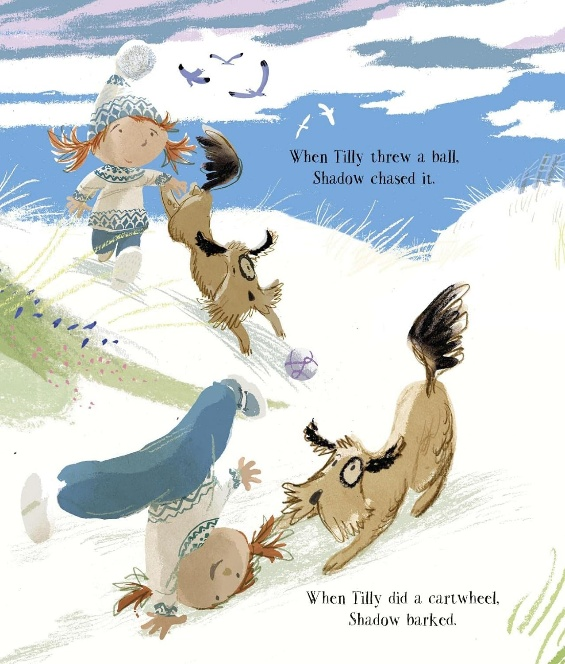 When Tilly threw a ball,
Shadow chased it.
When Tilly did a cartwheel,
Shadow barked.